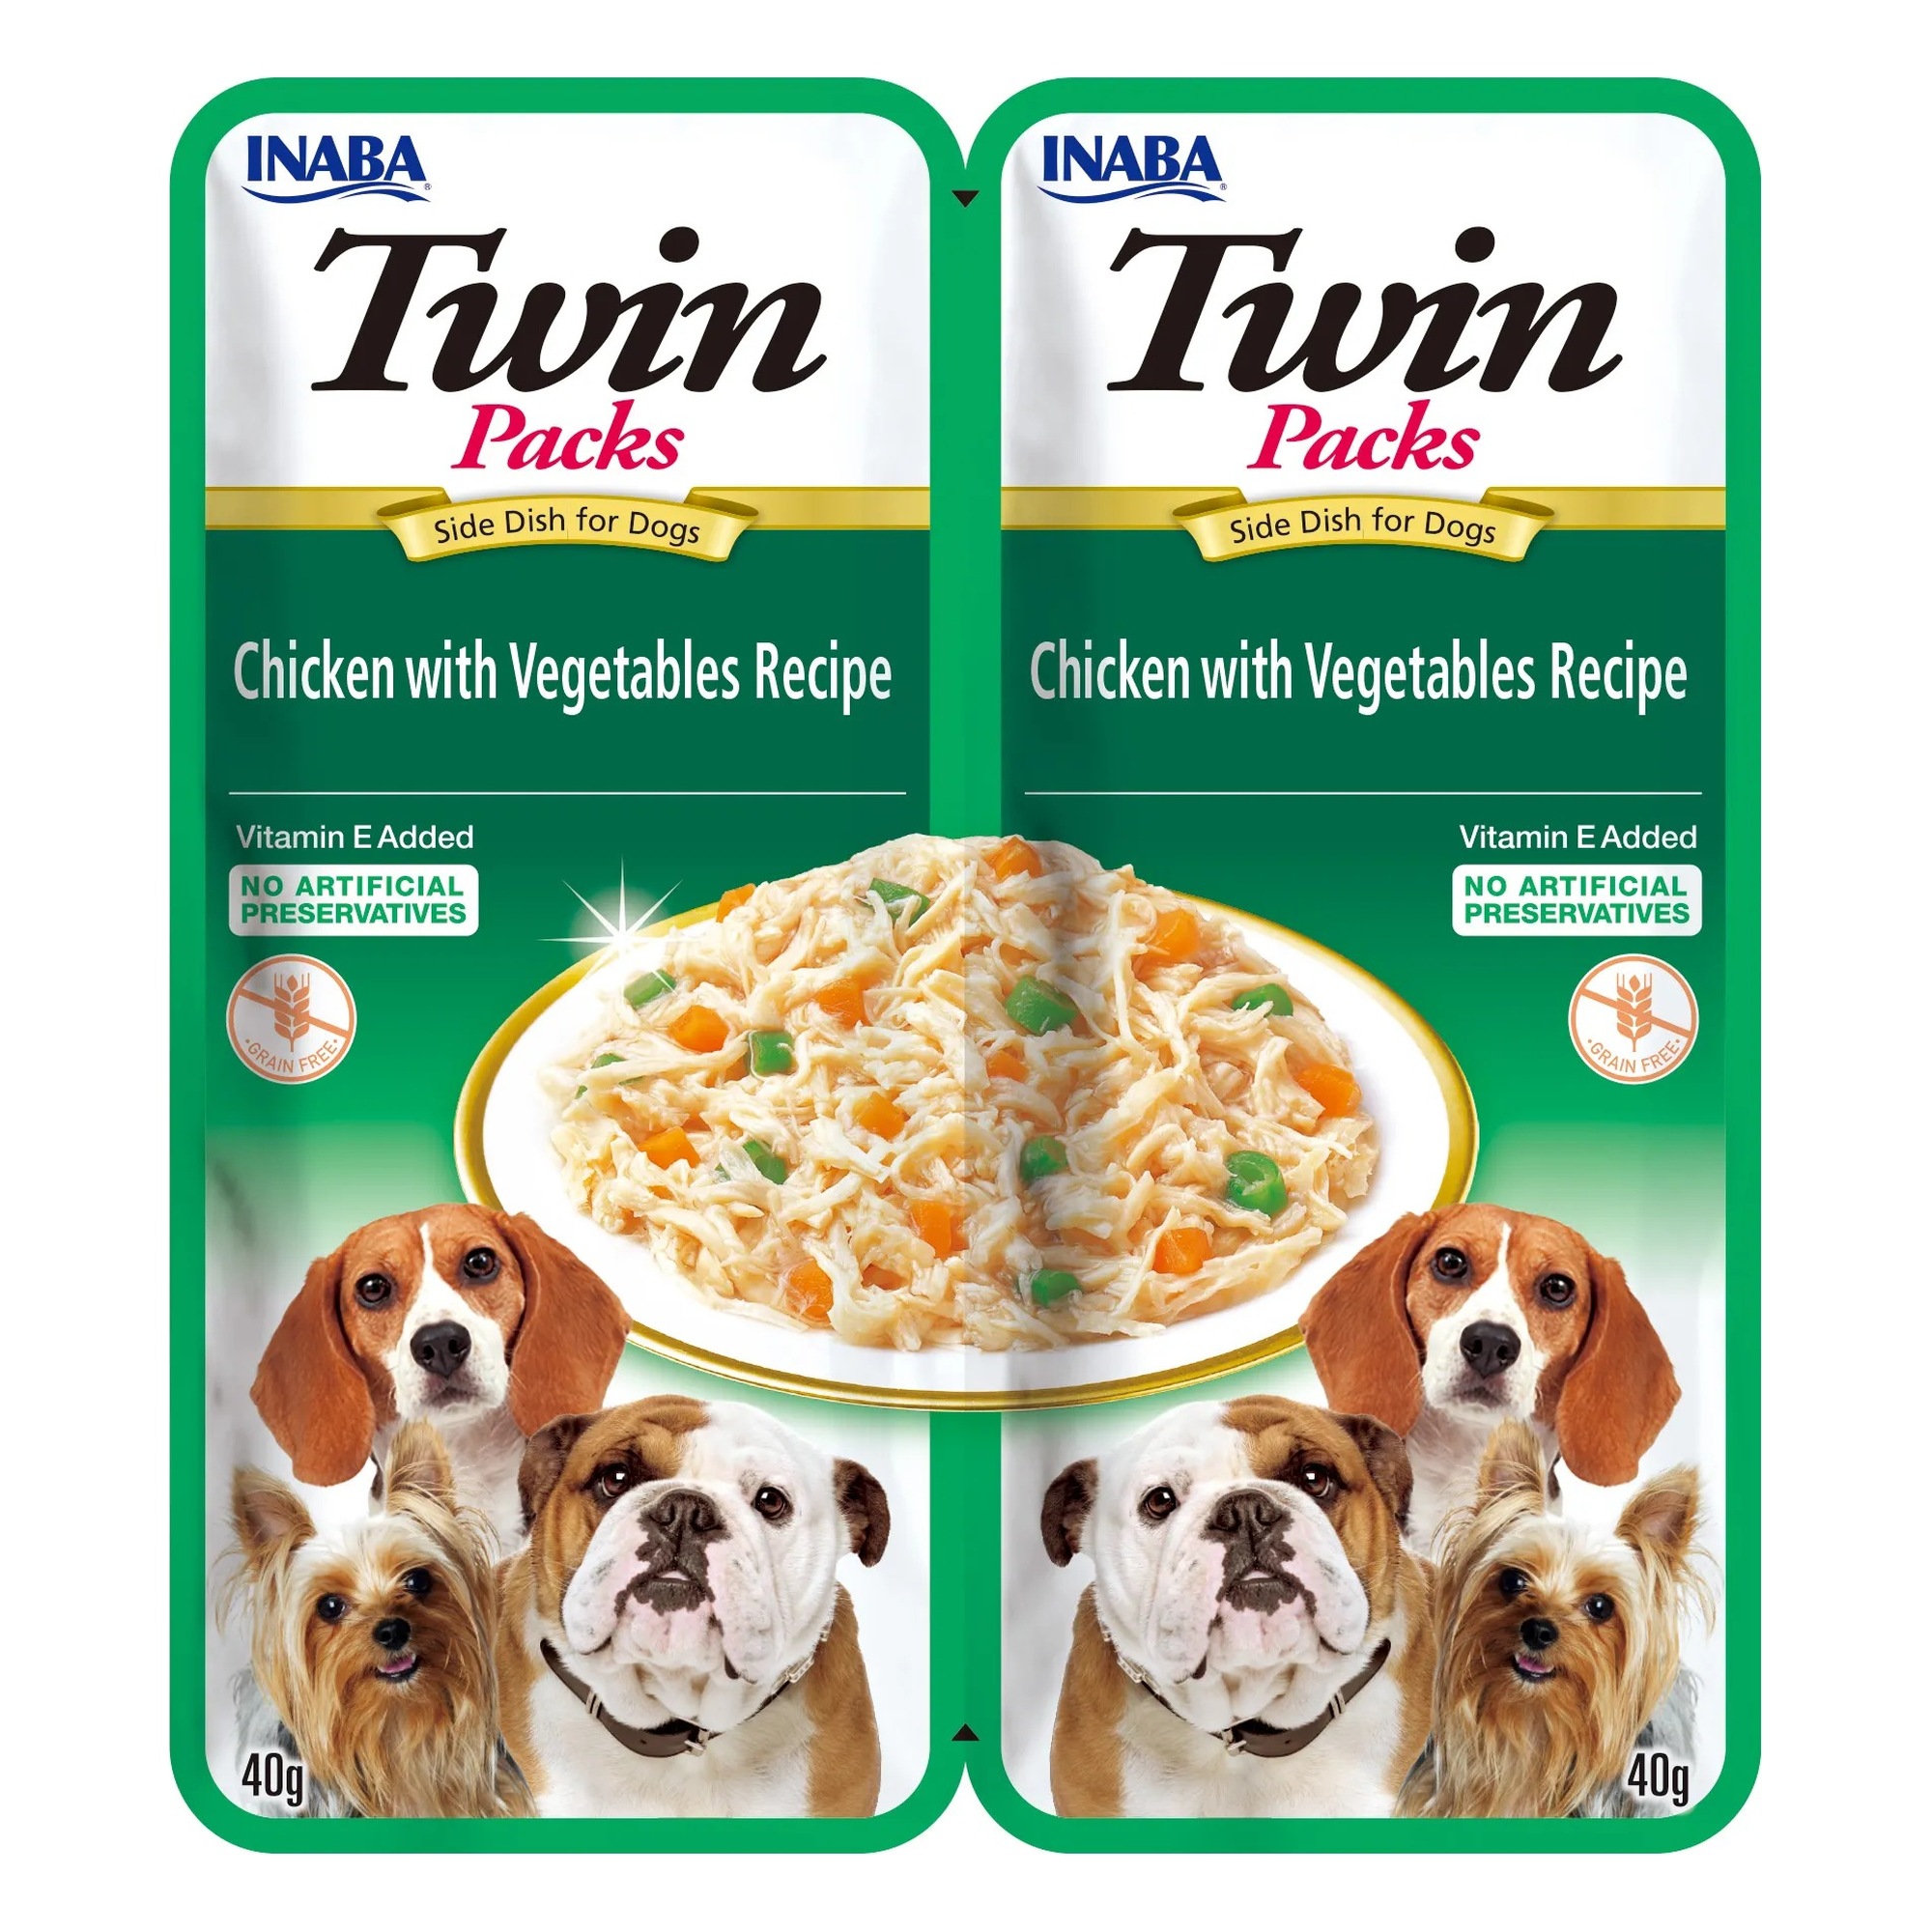 INABA®
Twin
Packs
Side Dish for Dogs
Chicken with Vegetables Recipe
Vitamin E Added
NO ARTIFICIAL
PRESERVATIVES
·GRAIN FREE·
40g
INABA®
Twin
Packs
Side Dish for Dogs
Chicken with Vegetables Recipe
Vitamin E Added
NO ARTIFICIAL
PRESERVATIVES
·GRAIN FREE·
40g